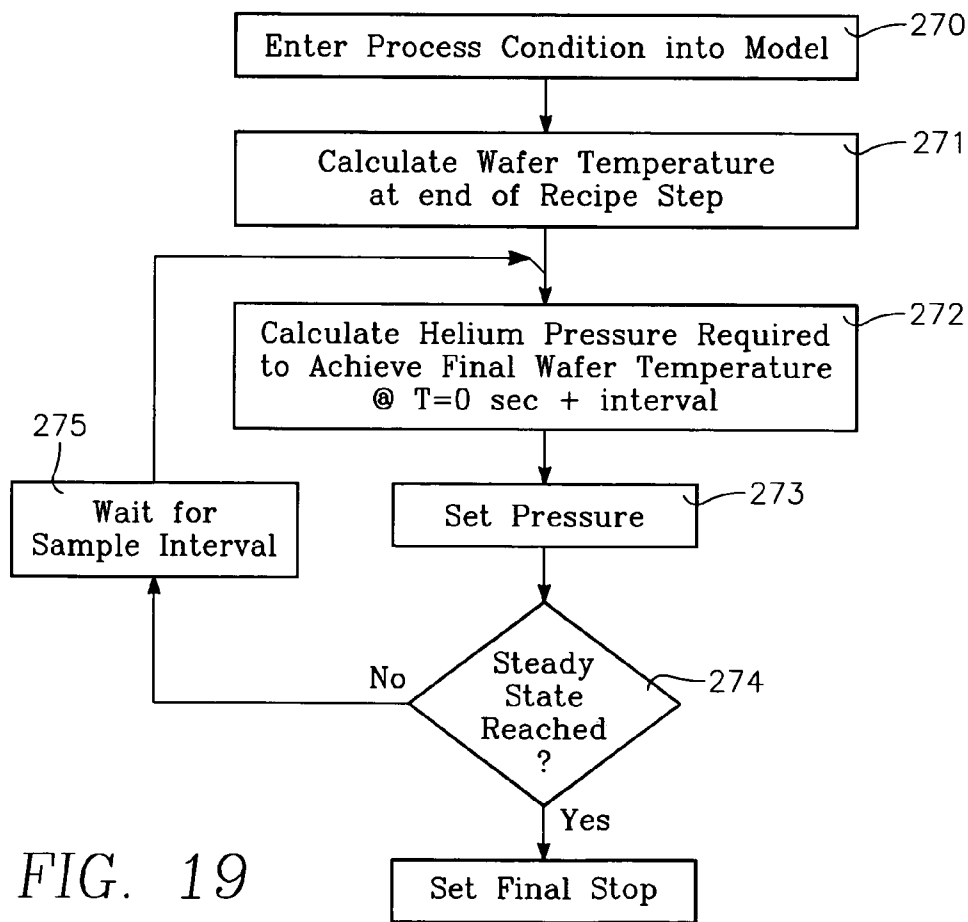 Enter Process Condition into Model
270
Calculate Wafer Temperature
at end of Recipe Step
271
Calculate Helium Pressure Required
to Achieve Final Wafer Temperature
@ T=0 sec + interval
272
Set Pressure
273
275
Wait for
Sample Interval
Steady
State
Reached
?
274
No
Yes
Set Final Stop
FIG. 19